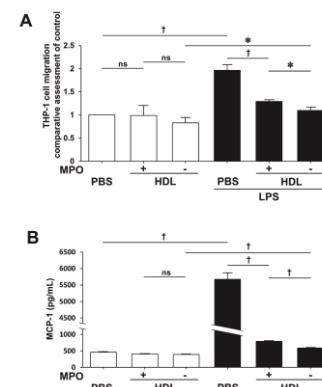 A
THP-1 cell migration
comparative assessment of control
2.5
2
1.5
1
0.5
0
†
*
ns
ns
†
*
MPO
+
-
+
-
PBS
HDL
PBS
HDL
LPS
B
MCP-1 (pg/mL)
6500
6000
5500
5000
4500
1000
500
0
†
†
ns
†
†
MPO
+
-
+
-
PBS
HDL
PBS
HDL